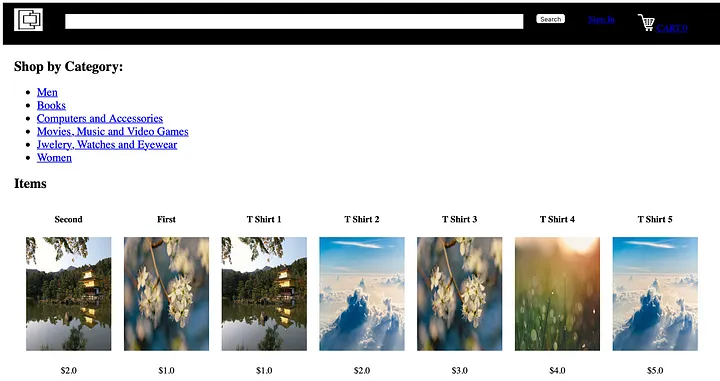 Search Sign In CART 0
Shop by Category:
Men
Books
Computers and Accessories
Movies, Music and Video Games
Jwelery, Watches and Eyewear
Women
Items
Second First T Shirt 1 T Shirt 2 T Shirt 3 T Shirt 4 T Shirt 5
$2.0 $1.0 $1.0 $2.0 $3.0 $4.0 $5.0